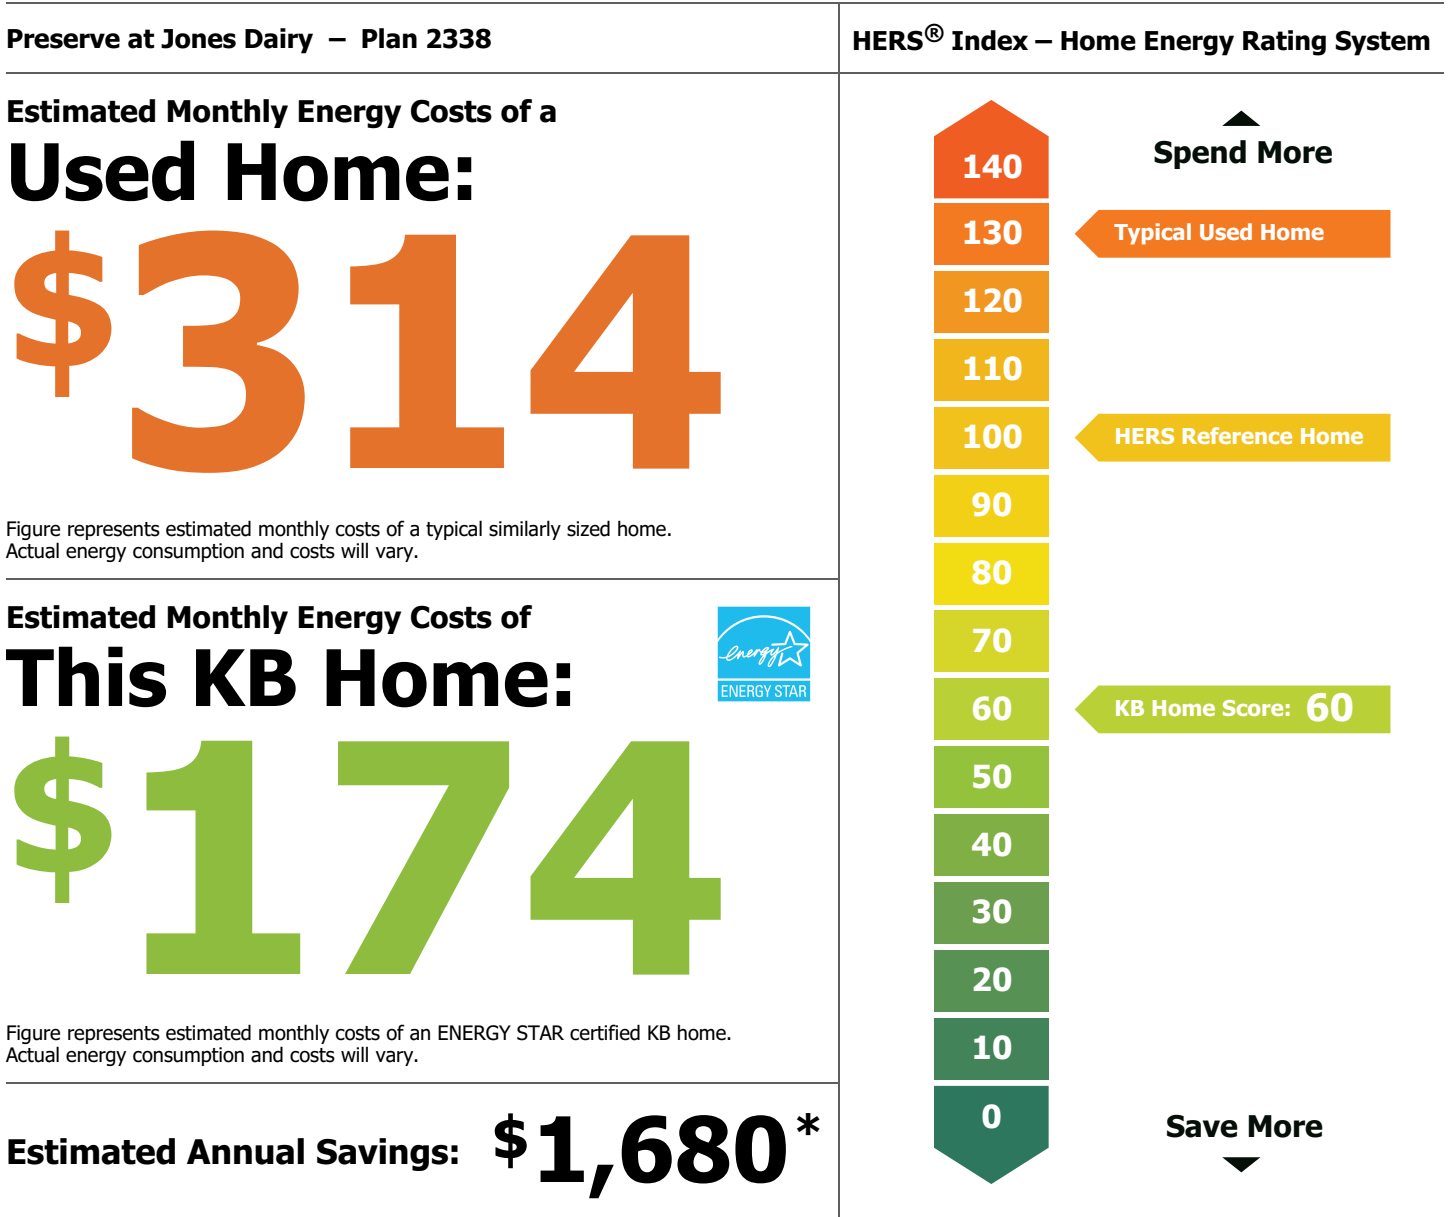 Preserve at Jones Dairy – Plan 2338
Estimated Monthly Energy Costs of a
Used Home:
$314
Figure represents estimated monthly costs of a typical similarly sized home.
Actual energy consumption and costs will vary.
Estimated Monthly Energy Costs of
This KB Home:
energy
ENERGY STAR
$174
Figure represents estimated monthly costs of an ENERGY STAR certified KB home.
Actual energy consumption and costs will vary.
Estimated Annual Savings: $1,680*
HERS® Index – Home Energy Rating System
Spend More
140
130 Typical Used Home
120
110
100 HERS Reference Home
90
80
70
60 KB Home Score: 60
50
40
30
20
10
0
Save More